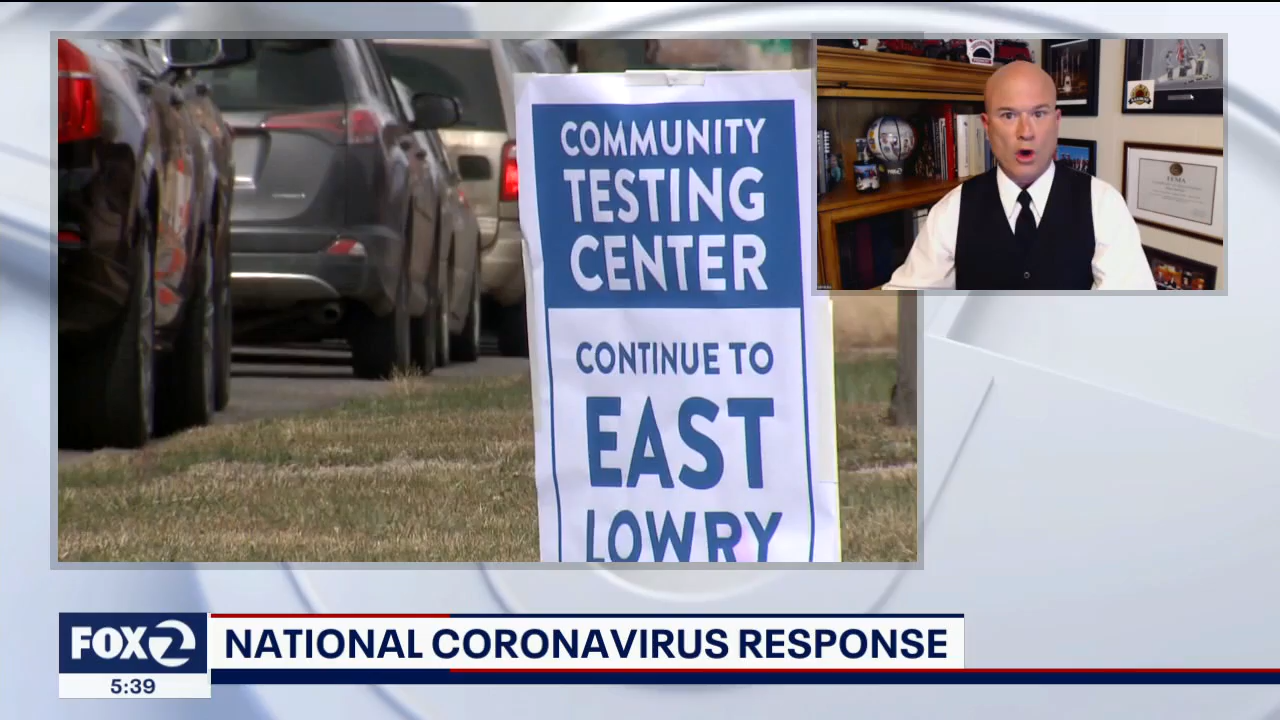 COMMUNITY
TESTING
CENTER
CONTINUE TO
EAST
LOWRY
FOX 2
5:39
NATIONAL CORONAVIRUS RESPONSE